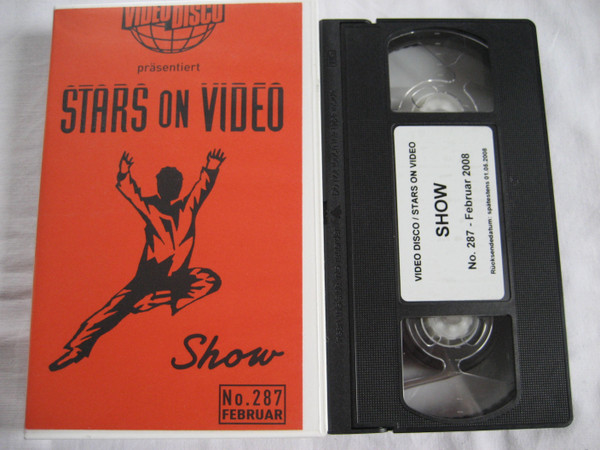 VIDEO DISCO
präsentiert
STARS ON VIDEO
Show
No.287
FEBRUAR
VIDEO DISCO / STARS ON VIDEO
SHOW
No. 287 - Februar 2008
Rücksendedatum: spätestens 01.05.2008